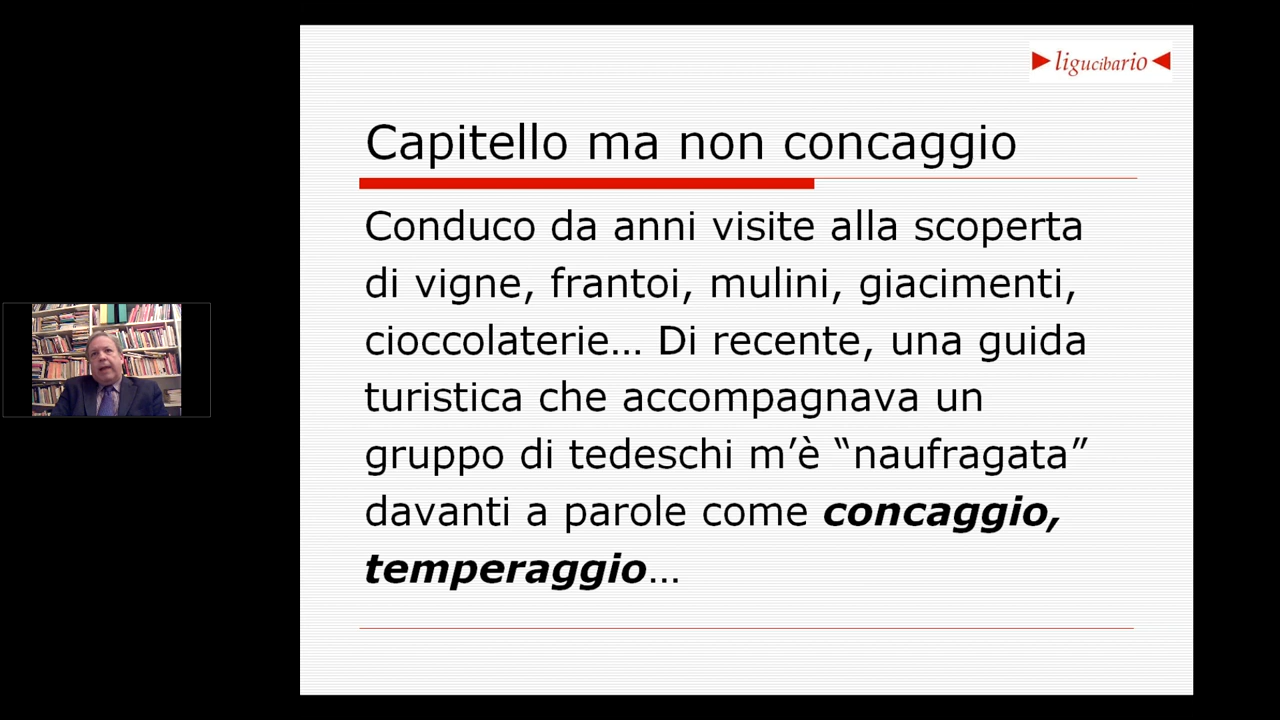 ligucibario
Capitello ma non concaggio
Conduco da anni visite alla scoperta
di vigne, frantoi, mulini, giacimenti,
cioccolaterie… Di recente, una guida
turistica che accompagnava un
gruppo di tedeschi m’è “naufragata”
davanti a parole come concaggio,
temperaggio…